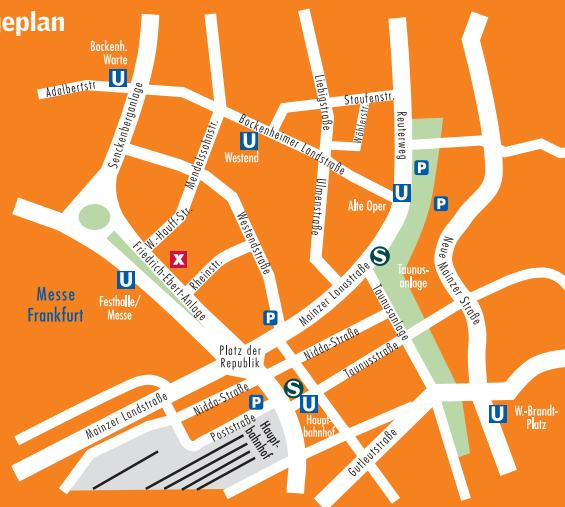 geplan
Bockenh.
Warte
U
Adalbertstr.
Senckenberganlage
Mendelssohnstr.
Liebigstraße
Staufenstr.
Wöhlerstr.
Reuterweg
Bockenheimer Landstraße
U
Westend
Ulmenstraße
P
U
Alte Oper
P
W.-Hauff-Str.
Westendstraße
X
Friedrich-Ebert-Anlage
Rheinstr.
S
Taunus-
anlage
Neue Mainzer Straße
U
Festhalle/
Messe
Messe
Frankfurt
Mainzer Landstraße
Taunusanlage
P
Nidda-Straße
Taunusstraße
Platz der
Republik
S
Mainzer Landstraße
Nidda-Straße
P
U
Haupt-
bahnhof
Poststraße
Haupt-
bahnhof
Gutleutstraße
U
W.-Brandt-
Platz